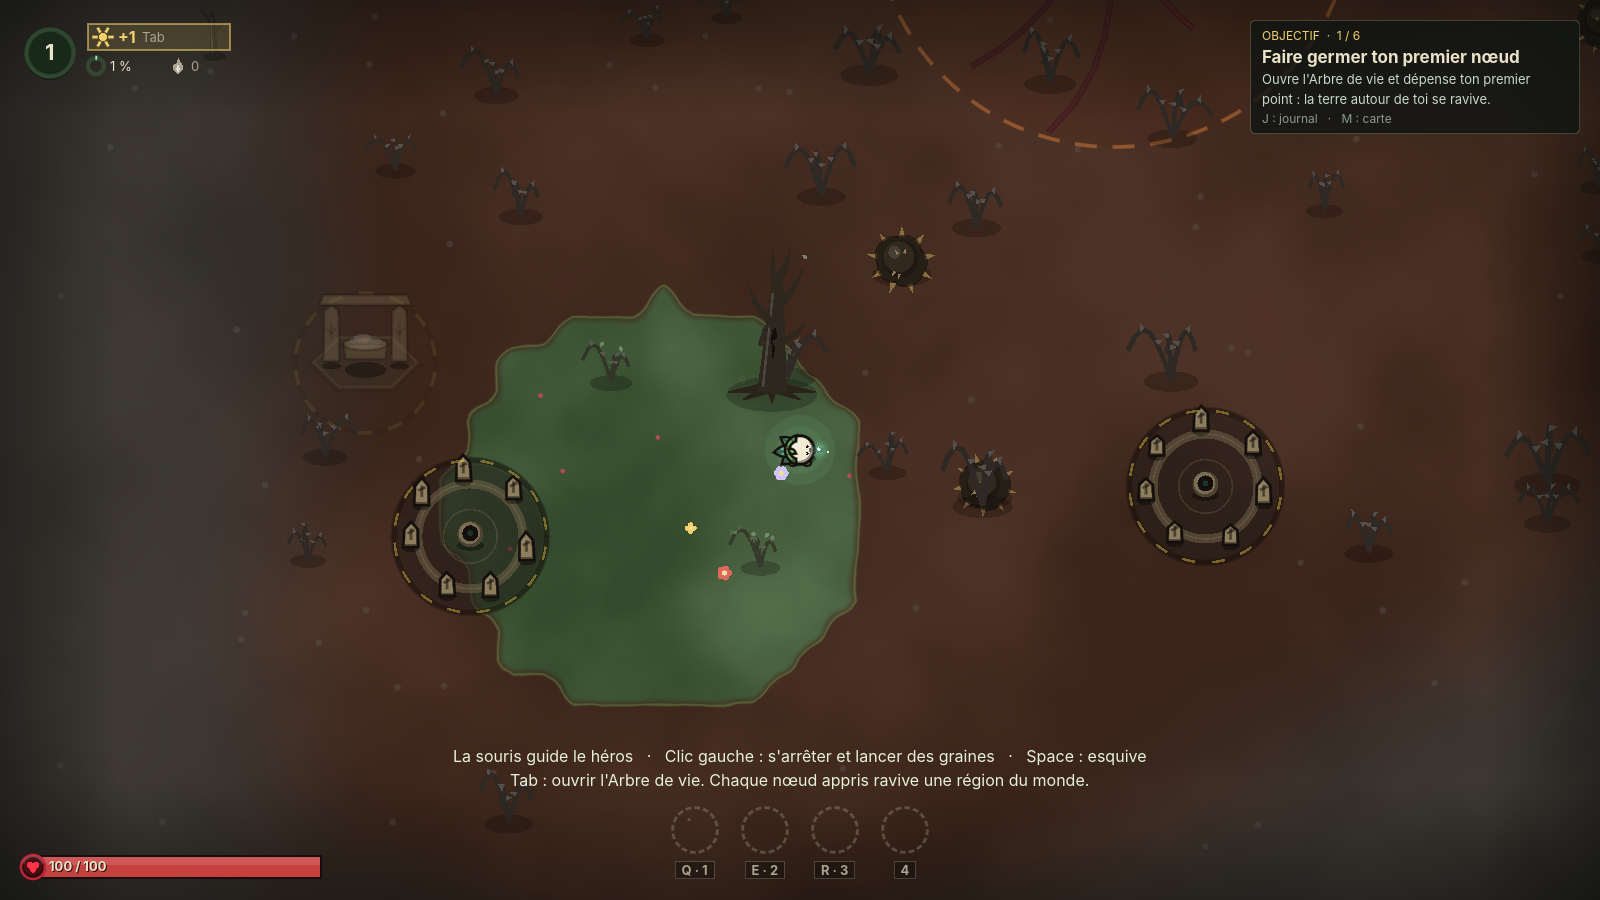 1
+1 Tab
1 %
0
OBJECTIF · 1 / 6
Faire germer ton premier nœud
Ouvre l'Arbre de vie et dépense ton premier
point : la terre autour de toi se ravive.
J : journal · M : carte
La souris guide le héros · Clic gauche : s'arrêter et lancer des graines · Space : esquive
Tab : ouvrir l'Arbre de vie. Chaque nœud appris ravive une région du monde.
100 / 100
Q · 1
E · 2
R · 3
4